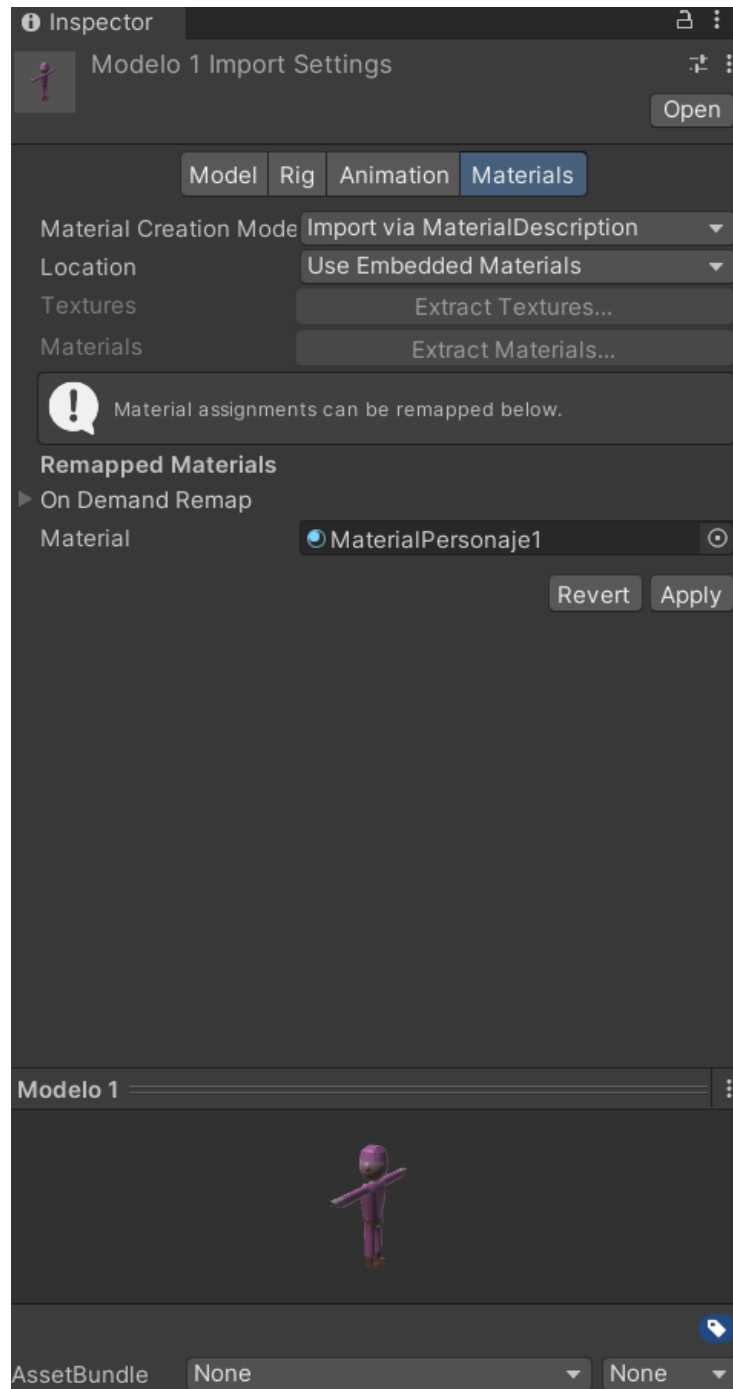 Inspector
Modelo 1 Import Settings
Open
Model Rig Animation Materials
Material Creation Mode Import via MaterialDescription
Location Use Embedded Materials
Textures Extract Textures...
Materials Extract Materials...
Material assignments can be remapped below.
Remapped Materials
On Demand Remap
Material MaterialPersonaje1
Revert Apply
Modelo 1
AssetBundle None None